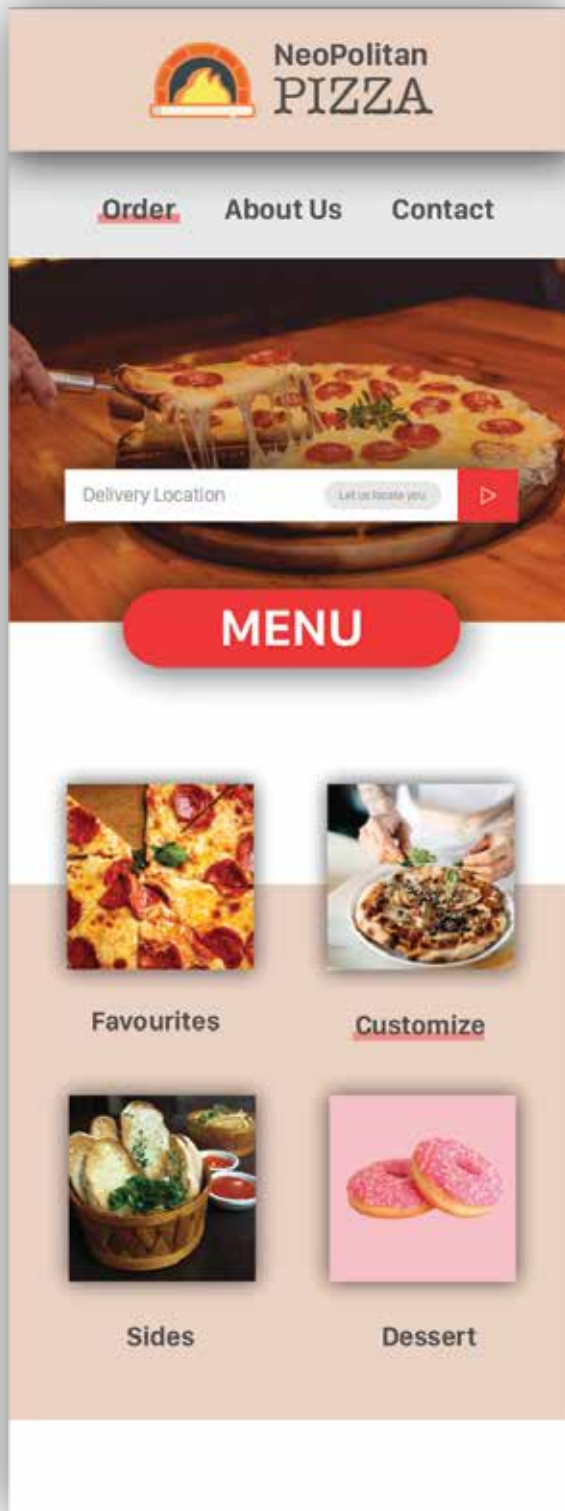 NeoPolitan
PIZZA
Order About Us Contact
Delivery Location Let us locate you
MENU
Favourites Customize
Sides Dessert